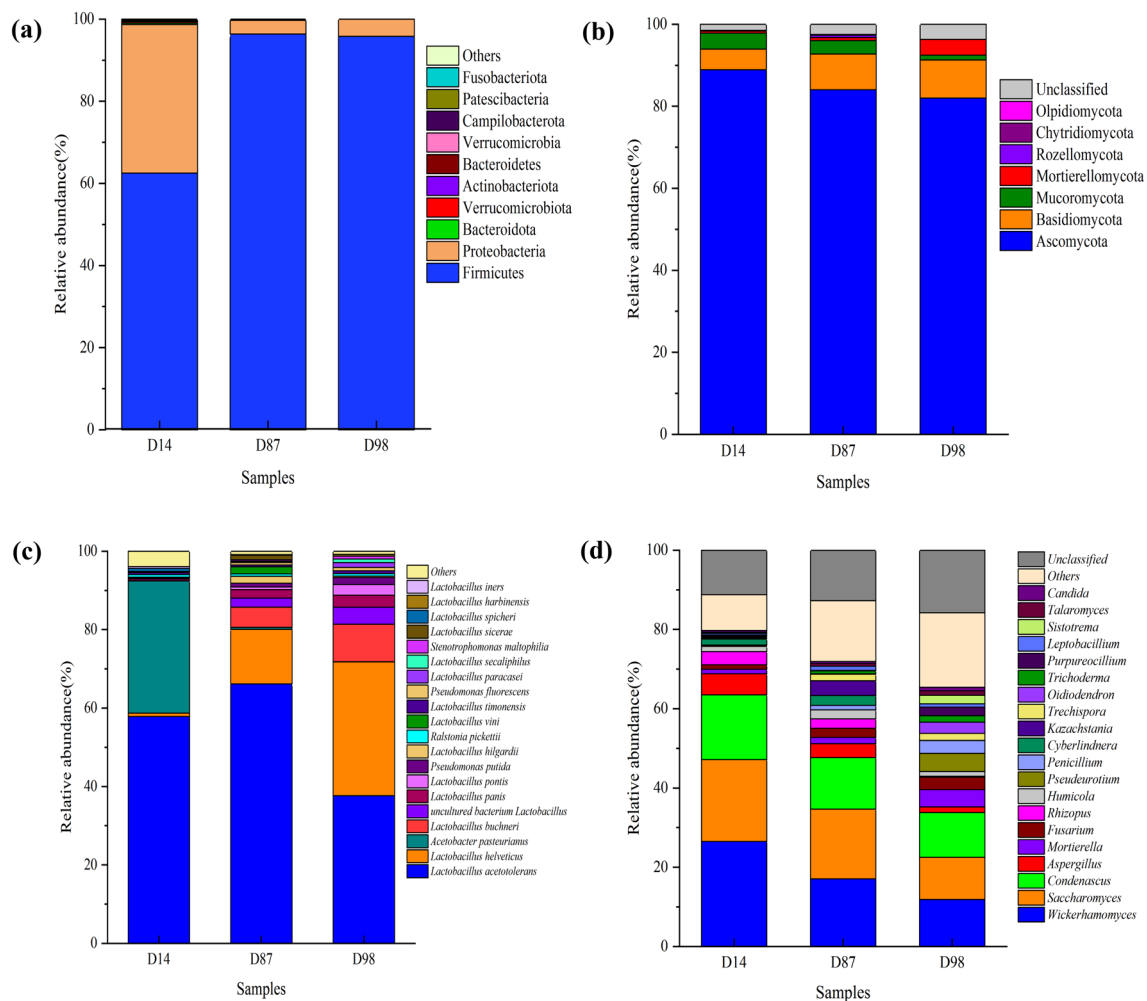 (a)
Relative abundance(%)
100
80
60
40
20
0
D14
D87
D98
Samples
Others
Fusobacteriota
Patescibacteria
Campilobacterota
Verrucomicrobia
Bacteroidetes
Actinobacteriota
Verrucomicrobiota
Bacteroidota
Proteobacteria
Firmicutes
(b)
Relative abundance(%)
100
80
60
40
20
0
D14
D87
D98
Samples
Unclassified
Olpidiomycota
Chytridiomycota
Rozellomycota
Mortierellomycota
Mucoromycota
Basidiomycota
Ascomycota
(c)
Relative abundance(%)
100
80
60
40
20
0
D14
D87
D98
Samples
Others
Lactobacillus iners
Lactobacillus harbinensis
Lactobacillus spicheri
Lactobacillus sicerae
Stenotrophomonas maltophilia
Lactobacillus secaliphilus
Lactobacillus paracasei
Pseudomonas fluorescens
Lactobacillus timonensis
Lactobacillus vini
Ralstonia pickettii
Lactobacillus hilgardii
Pseudomonas putida
Lactobacillus pontis
Lactobacillus panis
uncultured bacterium Lactobacillus
Lactobacillus buchneri
Acetobacter pasteurianus
Lactobacillus helveticus
Lactobacillus acetotolerans
(d)
Relative abundance(%)
100
80
60
40
20
0
D14
D87
D98
Samples
Unclassified
Others
Candida
Talaromyces
Sistotrema
Leptobacillium
Purpureocillium
Trichoderma
Oidiodendron
Trechispora
Kazachstania
Cyberlindnera
Penicillium
Pseudeurotium
Humicola
Rhizopus
Fusarium
Mortierella
Aspergillus
Condenascus
Saccharomyces
Wickerhamomyces